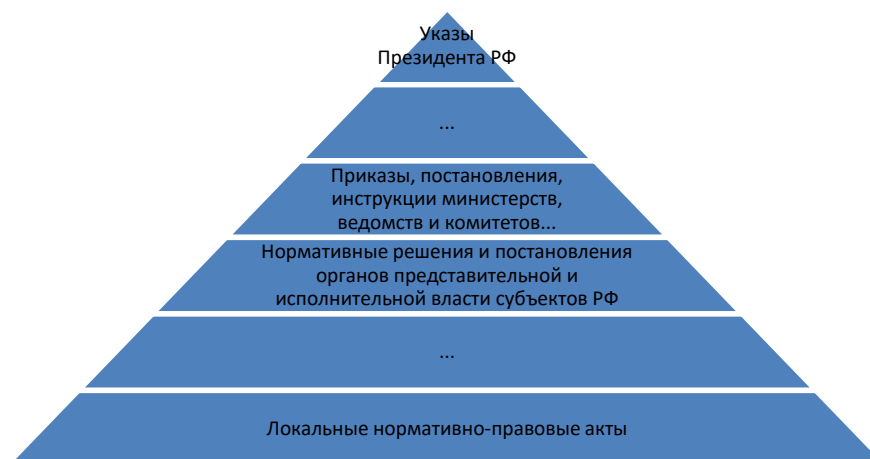 Указы
Президента РФ
...
Приказы, постановления,
инструкции министерств,
ведомств и комитетов...
Нормативные решения и постановления
органов представительной и
исполнительной власти субъектов РФ
...
Локальные нормативно-правовые акты